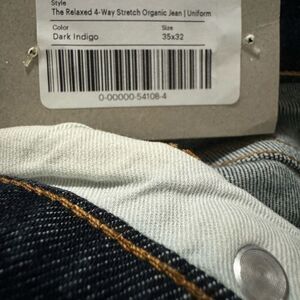 Style
The Relaxed 4-Way Stretch Organic Jean | Uniform
Color Size
Dark Indigo 35x32
0-00000-54108-4